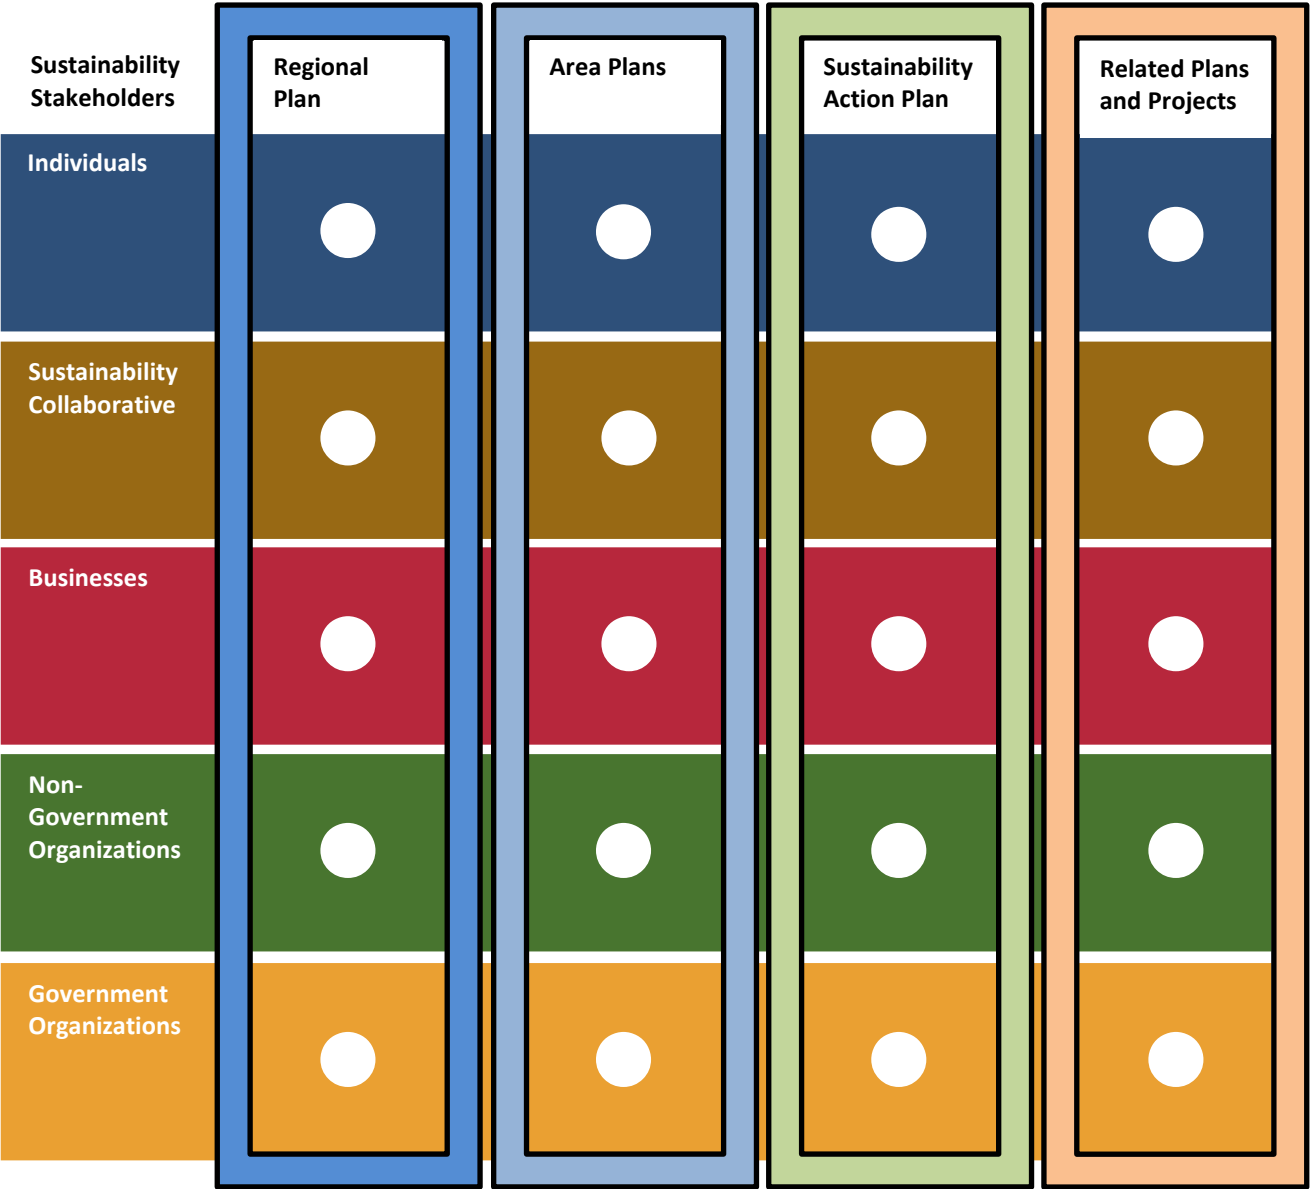 Sustainability
Stakeholders
Regional
Plan
Area Plans
Sustainability
Action Plan
Related Plans
and Projects
Individuals
Sustainability
Collaborative
Businesses
Non-
Government
Organizations
Government
Organizations